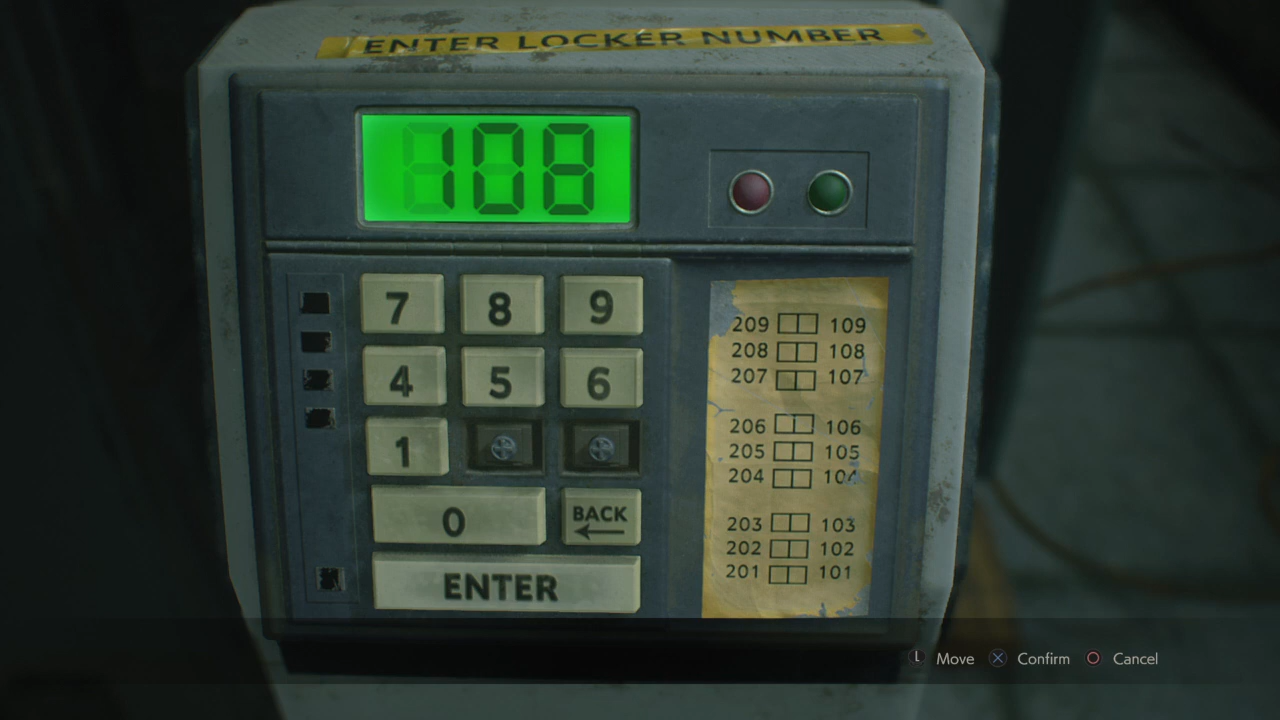 ENTER LOCKER NUMBER
108
7 8 9
4 5 6
1
0 BACK
ENTER
209 109
208 108
207 107
206 106
205 105
204 104
203 103
202 102
201 101
L Move Confirm Cancel